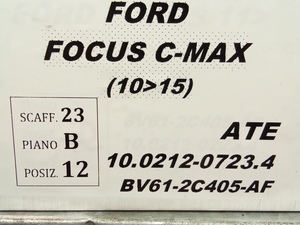 FORD
FOCUS C-MAX
(10>15)
SCAFF. 23
PIANO B
POSIZ. 12
ATE
10.0212-0723.4
BV61-2C405-AF